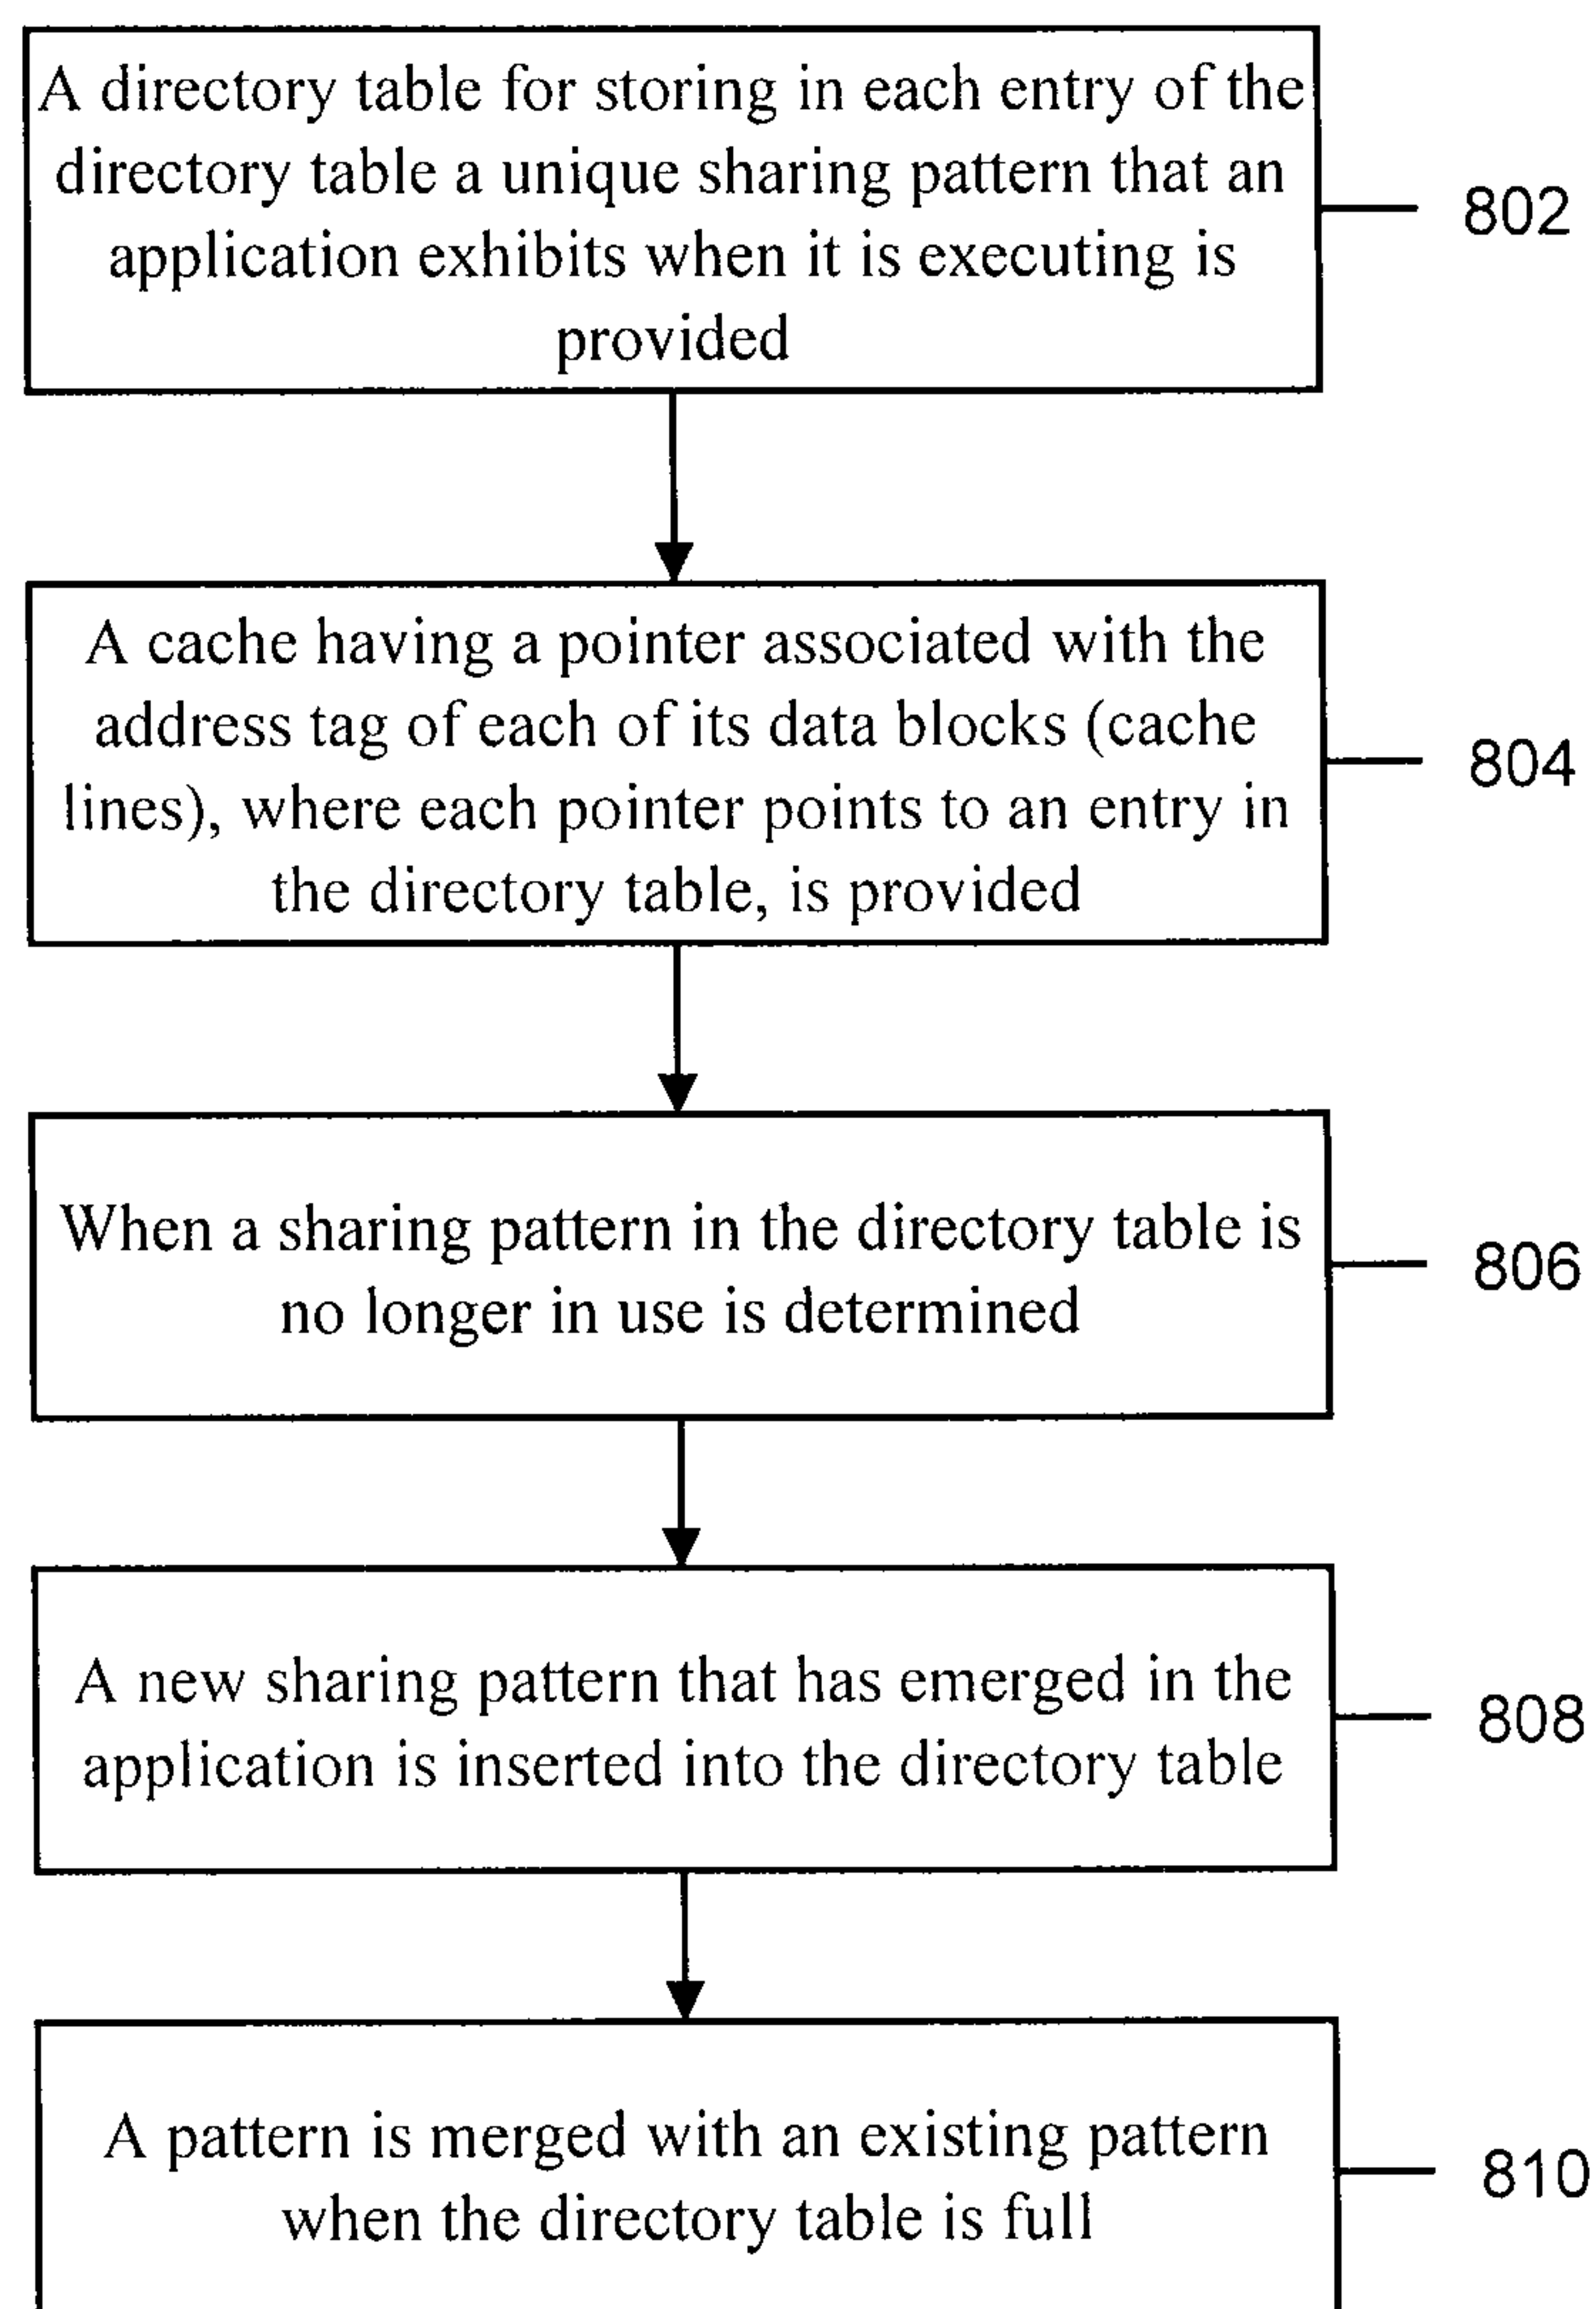 A directory table for storing in each entry of the
directory table a unique sharing pattern that an
application exhibits when it is executing is
provided
802
A cache having a pointer associated with the
address tag of each of its data blocks (cache
lines), where each pointer points to an entry in
the directory table, is provided
804
When a sharing pattern in the directory table is
no longer in use is determined
806
A new sharing pattern that has emerged in the
application is inserted into the directory table
808
A pattern is merged with an existing pattern
when the directory table is full
810